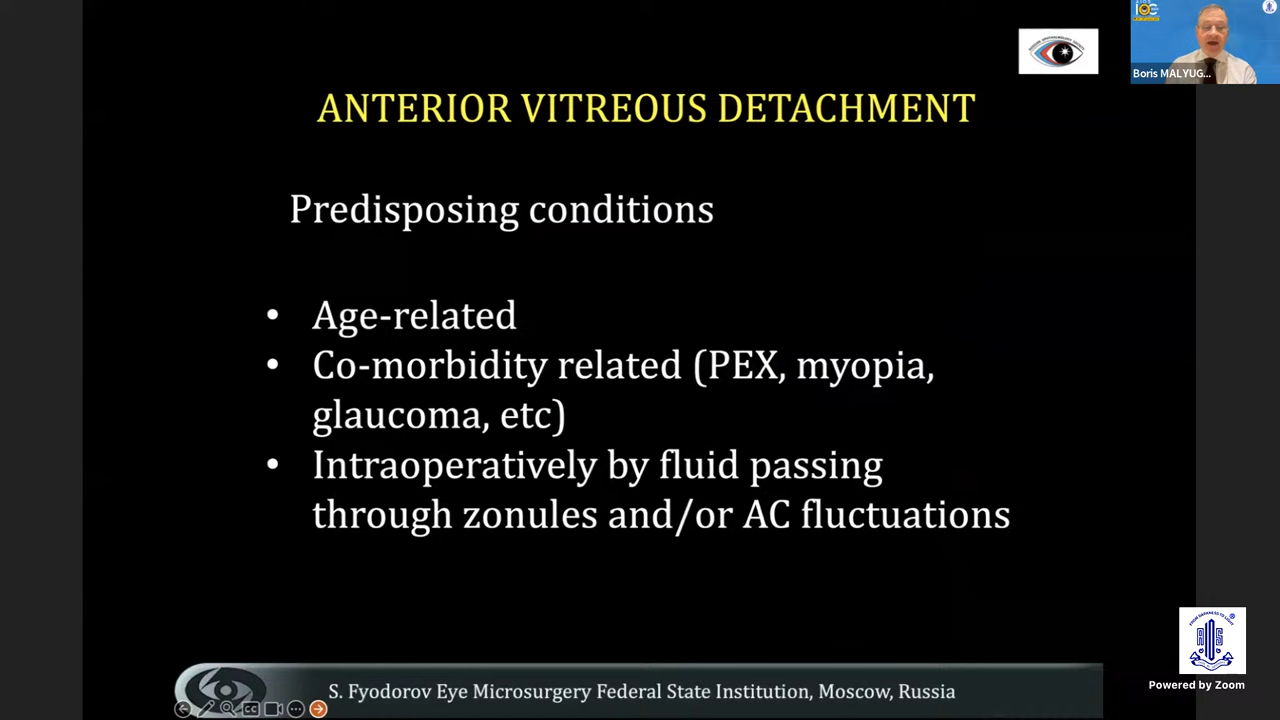 ANTERIOR VITREOUS DETACHMENT
Boris MALYUG...
Predisposing conditions
• Age-related
• Co-morbidity related (PEX, myopia,
glaucoma, etc)
• Intraoperatively by fluid passing
through zonules and/or AC fluctuations
S. Fyodorov Eye Microsurgery Federal State Institution, Moscow, Russia
CC
Powered by Zoom